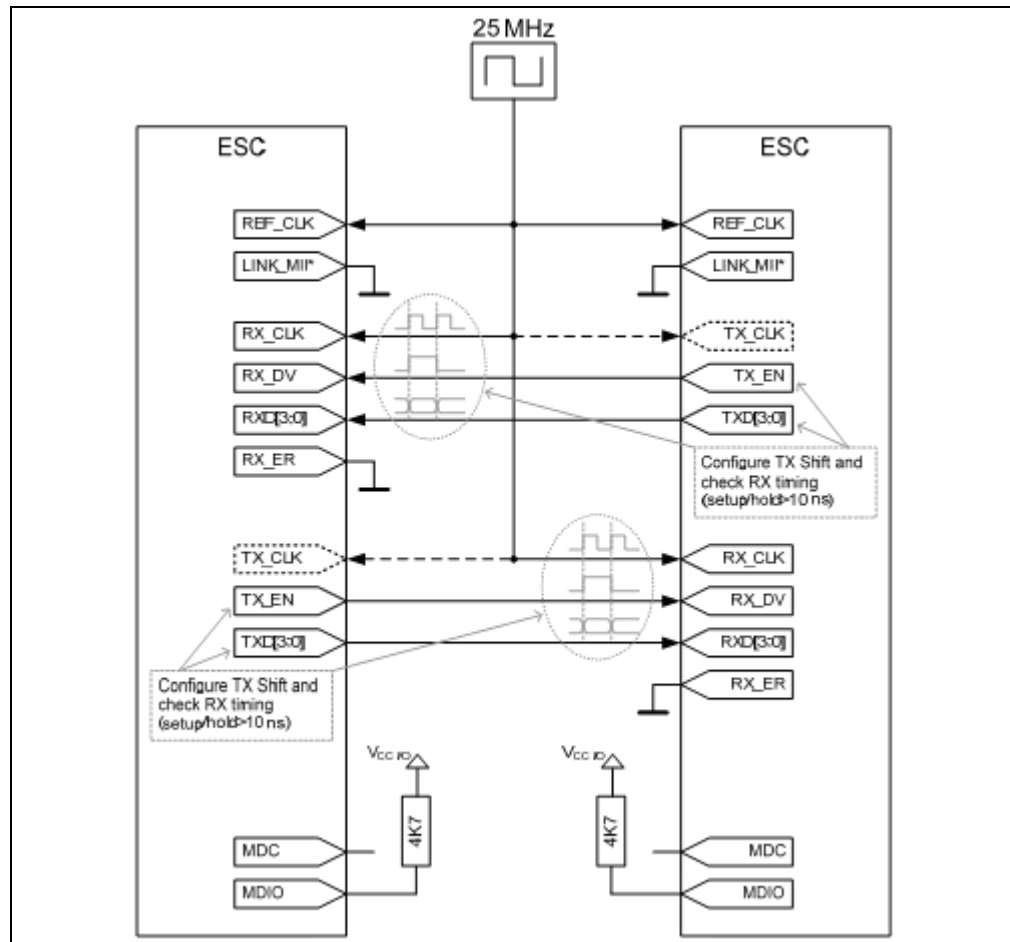 25 MHz
ESC
ESC
REF_CLK
REF_CLK
LINK_MII*
LINK_MII*
RX_CLK
TX_CLK
RX_DV
TX_EN
RXD[3:0]
TXD[3:0]
RX_ER
Configure TX Shift and
check RX timing
(setup/hold>10 ns)
TX_CLK
RX_CLK
TX_EN
RX_DV
TXD[3:0]
RXD[3:0]
RX_ER
Configure TX Shift and
check RX timing
(setup/hold>10 ns)
VCC I/O
VCC I/O
4K7
4K7
MDC
MDC
MDIO
MDIO